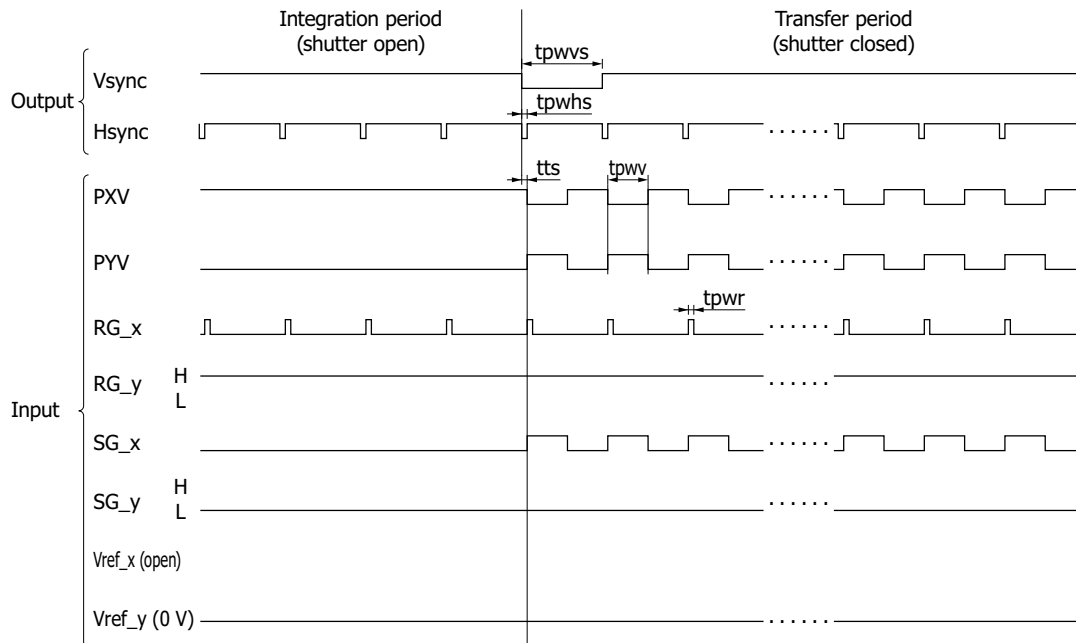 Integration period
(shutter open)
Transfer period
(shutter closed)
tpwvs
Output
Vsync
tpwhs
Hsync
tts
tpwv
PXV
PYV
tpwr
RG_x
RG_y
H
L
Input
SG_x
SG_y
H
L
Vref_x (open)
Vref_y (0 V)